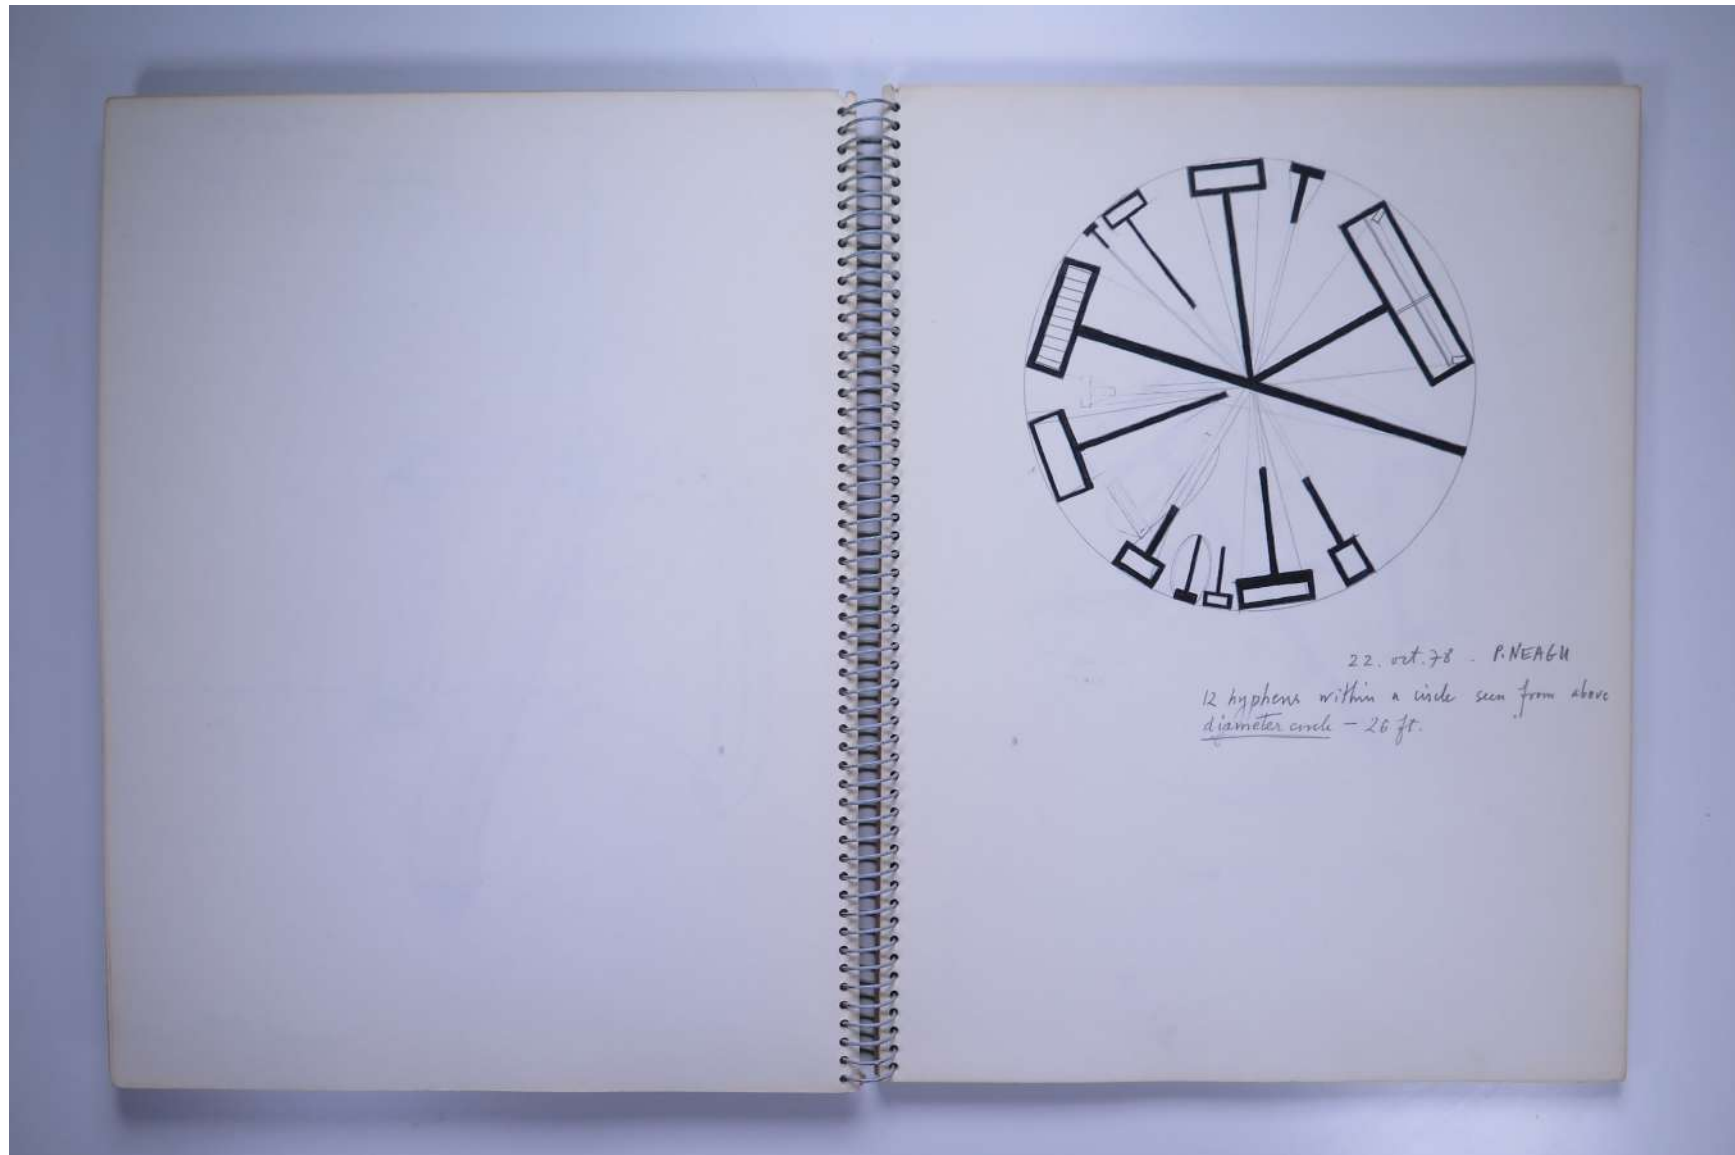 22. oct. 78 . P. NEAGU
12 hyphens within a circle seen from above
diameter circle – 26 ft.